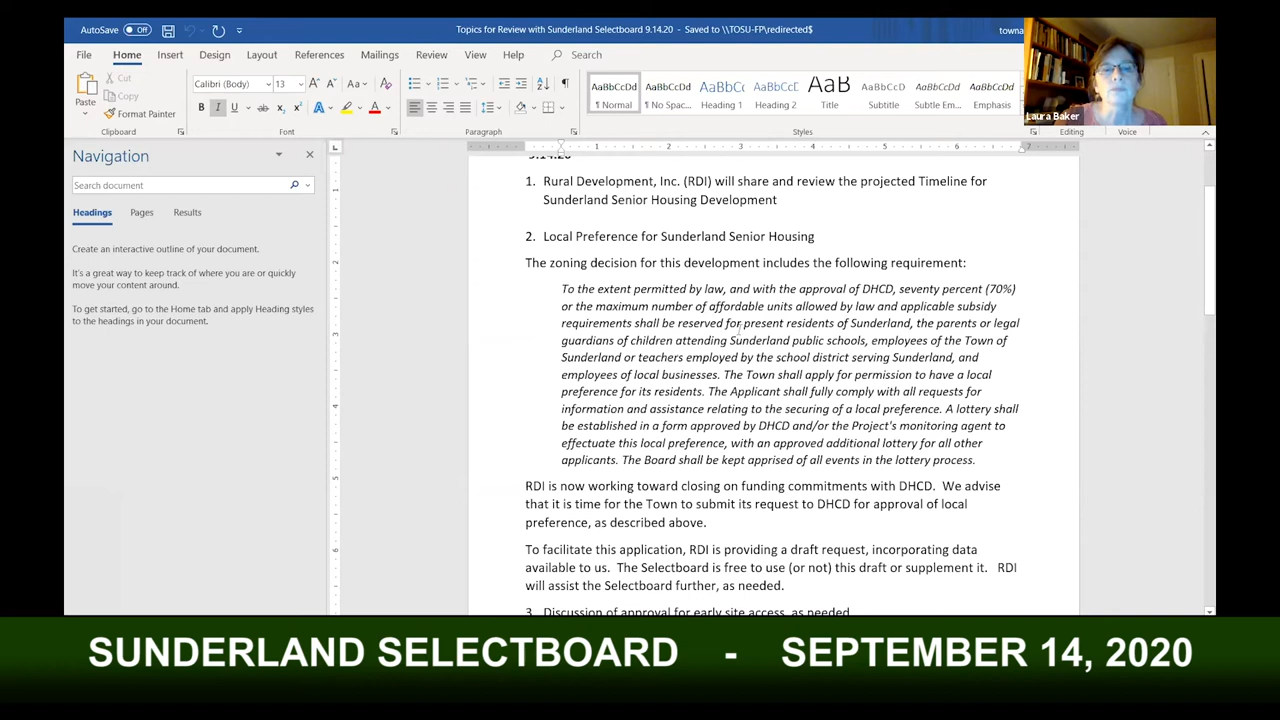 AutoSave Off
Topics for Review with Sunderland Selectboard 9.14.20 - Saved to \\TOSU-FP\redirected$
towna
File Home Insert Design Layout References Mailings Review View Help Search
Paste
Cut
Copy
Format Painter
Clipboard
Calibri (Body) 13
Font
Paragraph
AaBbCcDd AaBbCcDd AaBbCc AaBbCcD AaB AaBbCcD AaBbCcDd AaBbCcDd
¶ Normal ¶ No Spac... Heading 1 Heading 2 Title Subtitle Subtle Em... Emphasis
Styles
Editing
Voice
Laura Baker
Navigation
Search document
Headings Pages Results
Create an interactive outline of your document.
It's a great way to keep track of where you are or quickly
move your content around.
To get started, go to the Home tab and apply Heading styles
to the headings in your document.
9.14.20
1. Rural Development, Inc. (RDI) will share and review the projected Timeline for
Sunderland Senior Housing Development
2. Local Preference for Sunderland Senior Housing
The zoning decision for this development includes the following requirement:
To the extent permitted by law, and with the approval of DHCD, seventy percent (70%)
or the maximum number of affordable units allowed by law and applicable subsidy
requirements shall be reserved for present residents of Sunderland, the parents or legal
guardians of children attending Sunderland public schools, employees of the Town of
Sunderland or teachers employed by the school district serving Sunderland, and
employees of local businesses. The Town shall apply for permission to have a local
preference for its residents. The Applicant shall fully comply with all requests for
information and assistance relating to the securing of a local preference. A lottery shall
be established in a form approved by DHCD and/or the Project's monitoring agent to
effectuate this local preference, with an approved additional lottery for all other
applicants. The Board shall be kept apprised of all events in the lottery process.
RDI is now working toward closing on funding commitments with DHCD. We advise
that it is time for the Town to submit its request to DHCD for approval of local
preference, as described above.
To facilitate this application, RDI is providing a draft request, incorporating data
available to us. The Selectboard is free to use (or not) this draft or supplement it. RDI
will assist the Selectboard further, as needed.
3. Discussion of approval for early site access, as needed
SUNDERLAND SELECTBOARD - SEPTEMBER 14, 2020